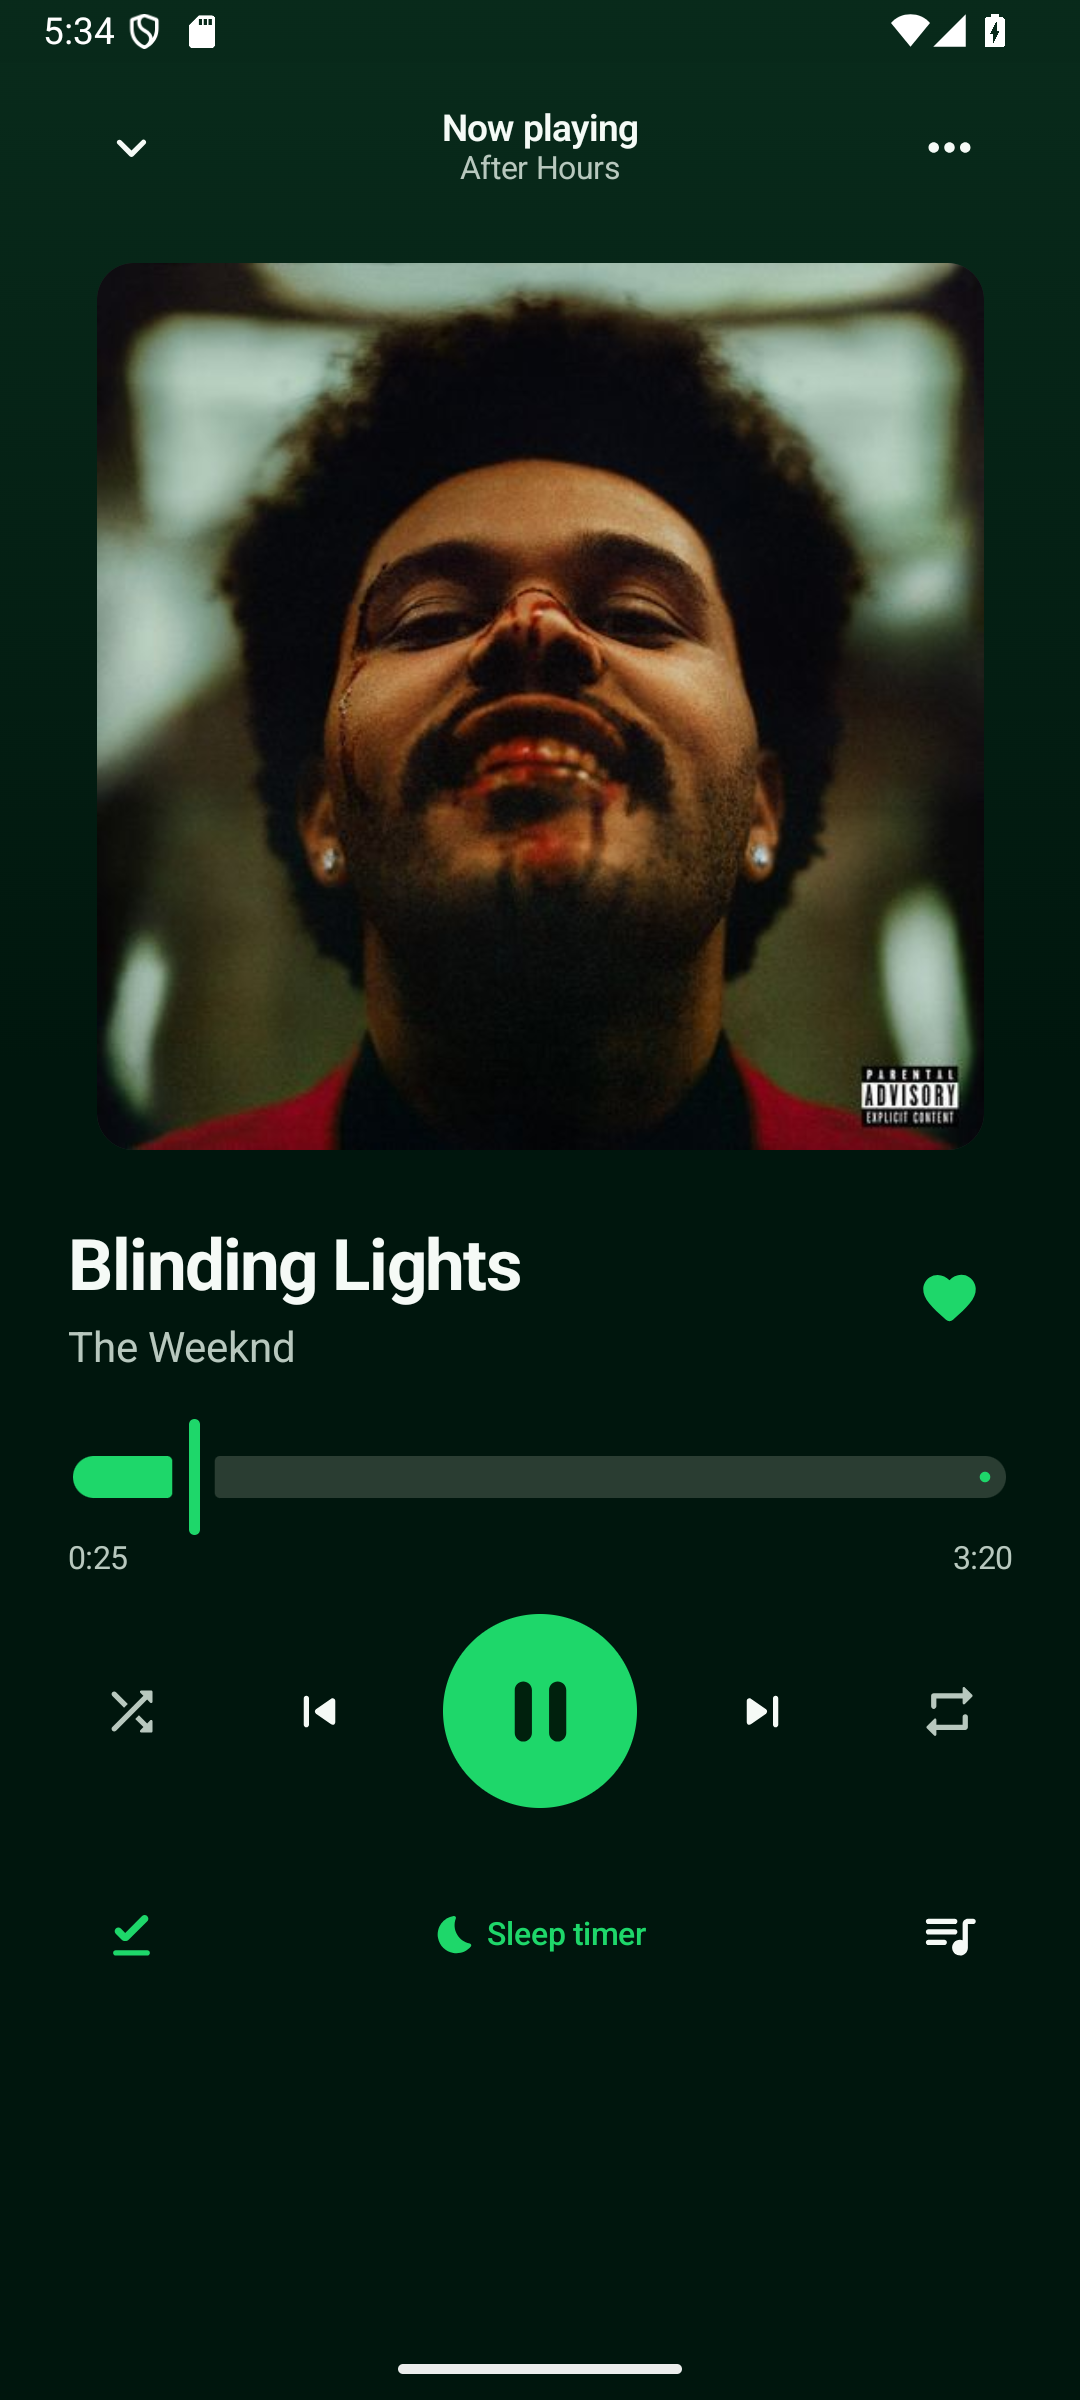 5:34
Now playing
After Hours
PARENTAL
ADVISORY
EXPLICIT CONTENT
Blinding Lights
The Weeknd
0:25
3:20
Sleep timer